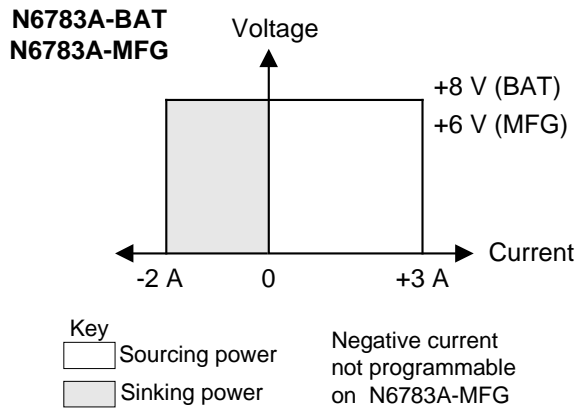 N6783A-BAT
N6783A-MFG
Voltage
+8 V (BAT)
+6 V (MFG)
Current
-2 A
0
+3 A
Key
Sourcing power
Sinking power
Negative current
not programmable
on N6783A-MFG